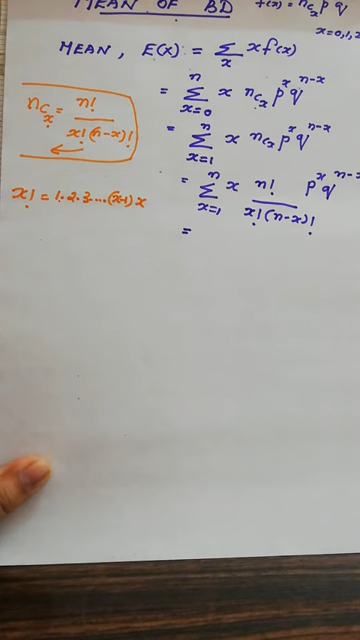 MEAN OF BD
f(x) = nCx p q
x=0,1,2
MEAN, E(x) = Σx x f(x)
= Σ_{x=0}^{n} x nCx p^x q^{n-x}
= Σ_{x=1}^{n} x nCx p^x q^{n-x}
= Σ_{x=1}^{n} x n!/(x!(n-x)!) p^x q^{n-x}
=
nCx = n!/(x!(n-x)!)
x! = 1.2.3....(x-1)x